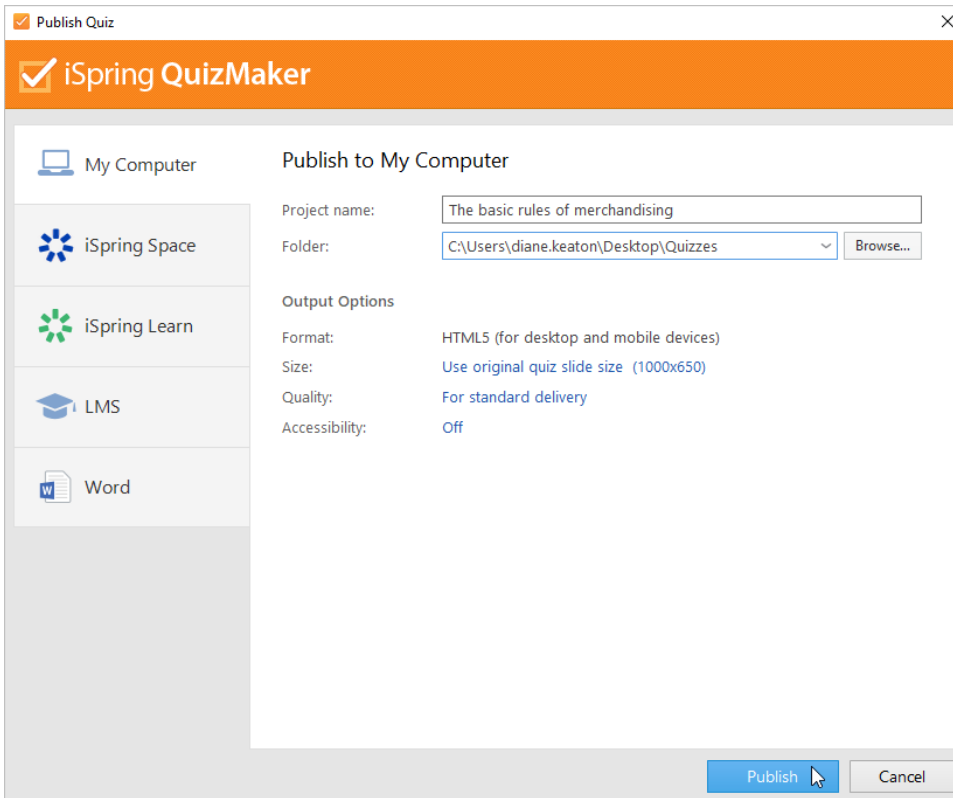 Publish Quiz
iSpring QuizMaker
My Computer
iSpring Space
iSpring Learn
LMS
W
Word
Publish to My Computer
Project name: The basic rules of merchandising
Folder: C:\Users\diane.keaton\Desktop\Quizzes Browse...
Output Options
Format: HTML5 (for desktop and mobile devices)
Size: Use original quiz slide size (1000x650)
Quality: For standard delivery
Accessibility: Off
Publish Cancel